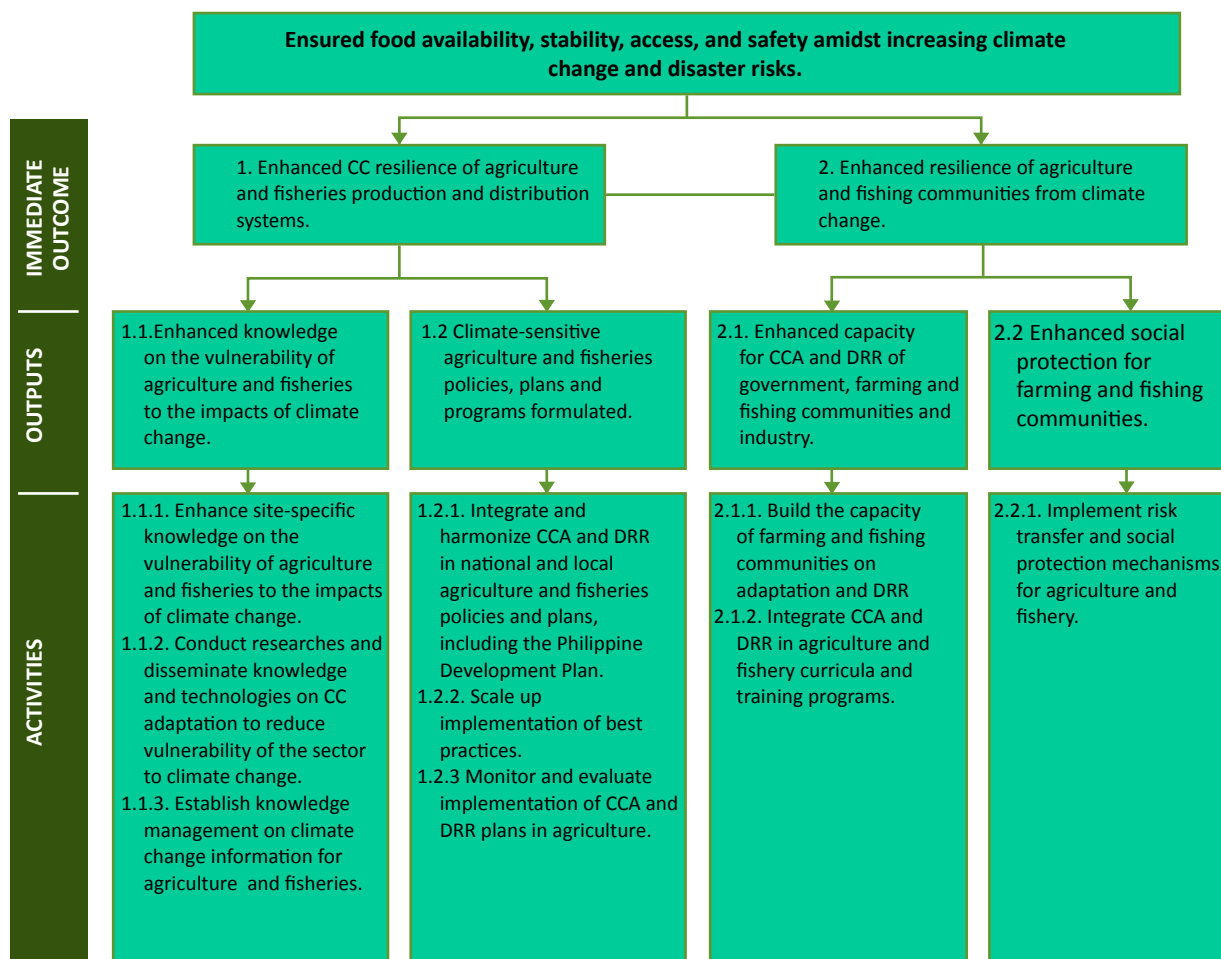 Ensured food availability, stability, access, and safety amidst increasing climate
change and disaster risks.
IMMEDIATE
OUTCOME
1. Enhanced CC resilience of agriculture
and fisheries production and distribution
systems.
2. Enhanced resilience of agriculture
and fishing communities from climate
change.
OUTPUTS
1.1.Enhanced knowledge
on the vulnerability of
agriculture and fisheries
to the impacts of climate
change.
1.2 Climate-sensitive
agriculture and fisheries
policies, plans and
programs formulated.
2.1. Enhanced capacity
for CCA and DRR of
government, farming and
fishing communities and
industry.
2.2 Enhanced social
protection for
farming and fishing
communities.
ACTIVITIES
1.1.1. Enhance site-specific
knowledge on the
vulnerability of agriculture
and fisheries to the impacts
of climate change.
1.1.2. Conduct researches and
disseminate knowledge
and technologies on CC
adaptation to reduce
vulnerability of the sector
to climate change.
1.1.3. Establish knowledge
management on climate
change information for
agriculture and fisheries.
1.2.1. Integrate and
harmonize CCA and DRR
in national and local
agriculture and fisheries
policies and plans,
including the Philippine
Development Plan.
1.2.2. Scale up
implementation of best
practices.
1.2.3 Monitor and evaluate
implementation of CCA and
DRR plans in agriculture.
2.1.1. Build the capacity
of farming and fishing
communities on
adaptation and DRR
2.1.2. Integrate CCA and
DRR in agriculture and
fishery curricula and
training programs.
2.2.1. Implement risk
transfer and social
protection mechanisms
for agriculture and
fishery.